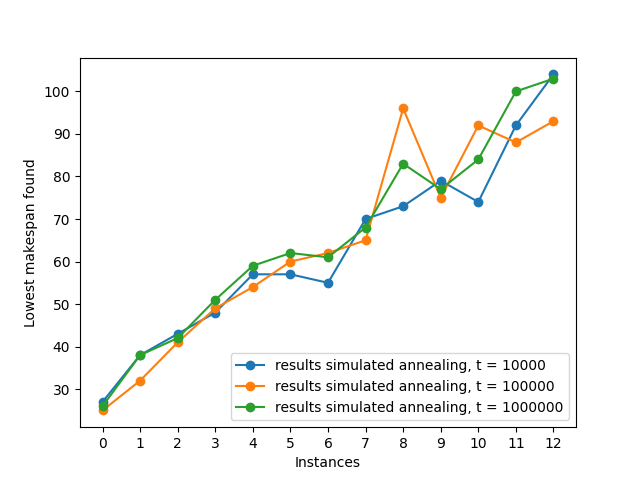 100
90
80
70
60
50
40
30
Lowest makespan found
results simulated annealing, t = 10000
results simulated annealing, t = 100000
results simulated annealing, t = 1000000
0 1 2 3 4 5 6 7 8 9 10 11 12
Instances